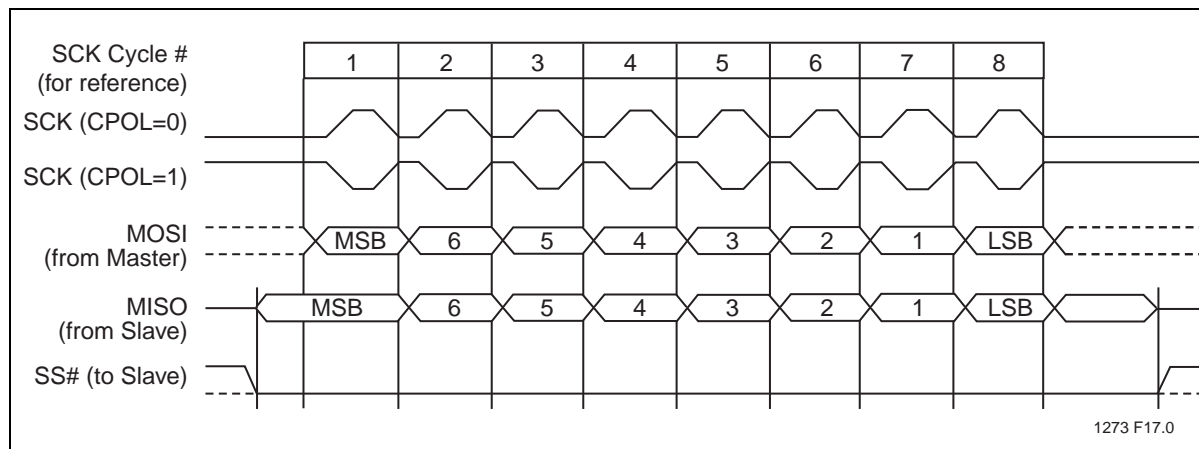 SCK Cycle #
(for reference)
1 2 3 4 5 6 7 8
SCK (CPOL=0)
SCK (CPOL=1)
MOSI
(from Master)
MSB 6 5 4 3 2 1 LSB
MISO
(from Slave)
MSB 6 5 4 3 2 1 LSB
SS# (to Slave)
1273 F17.0